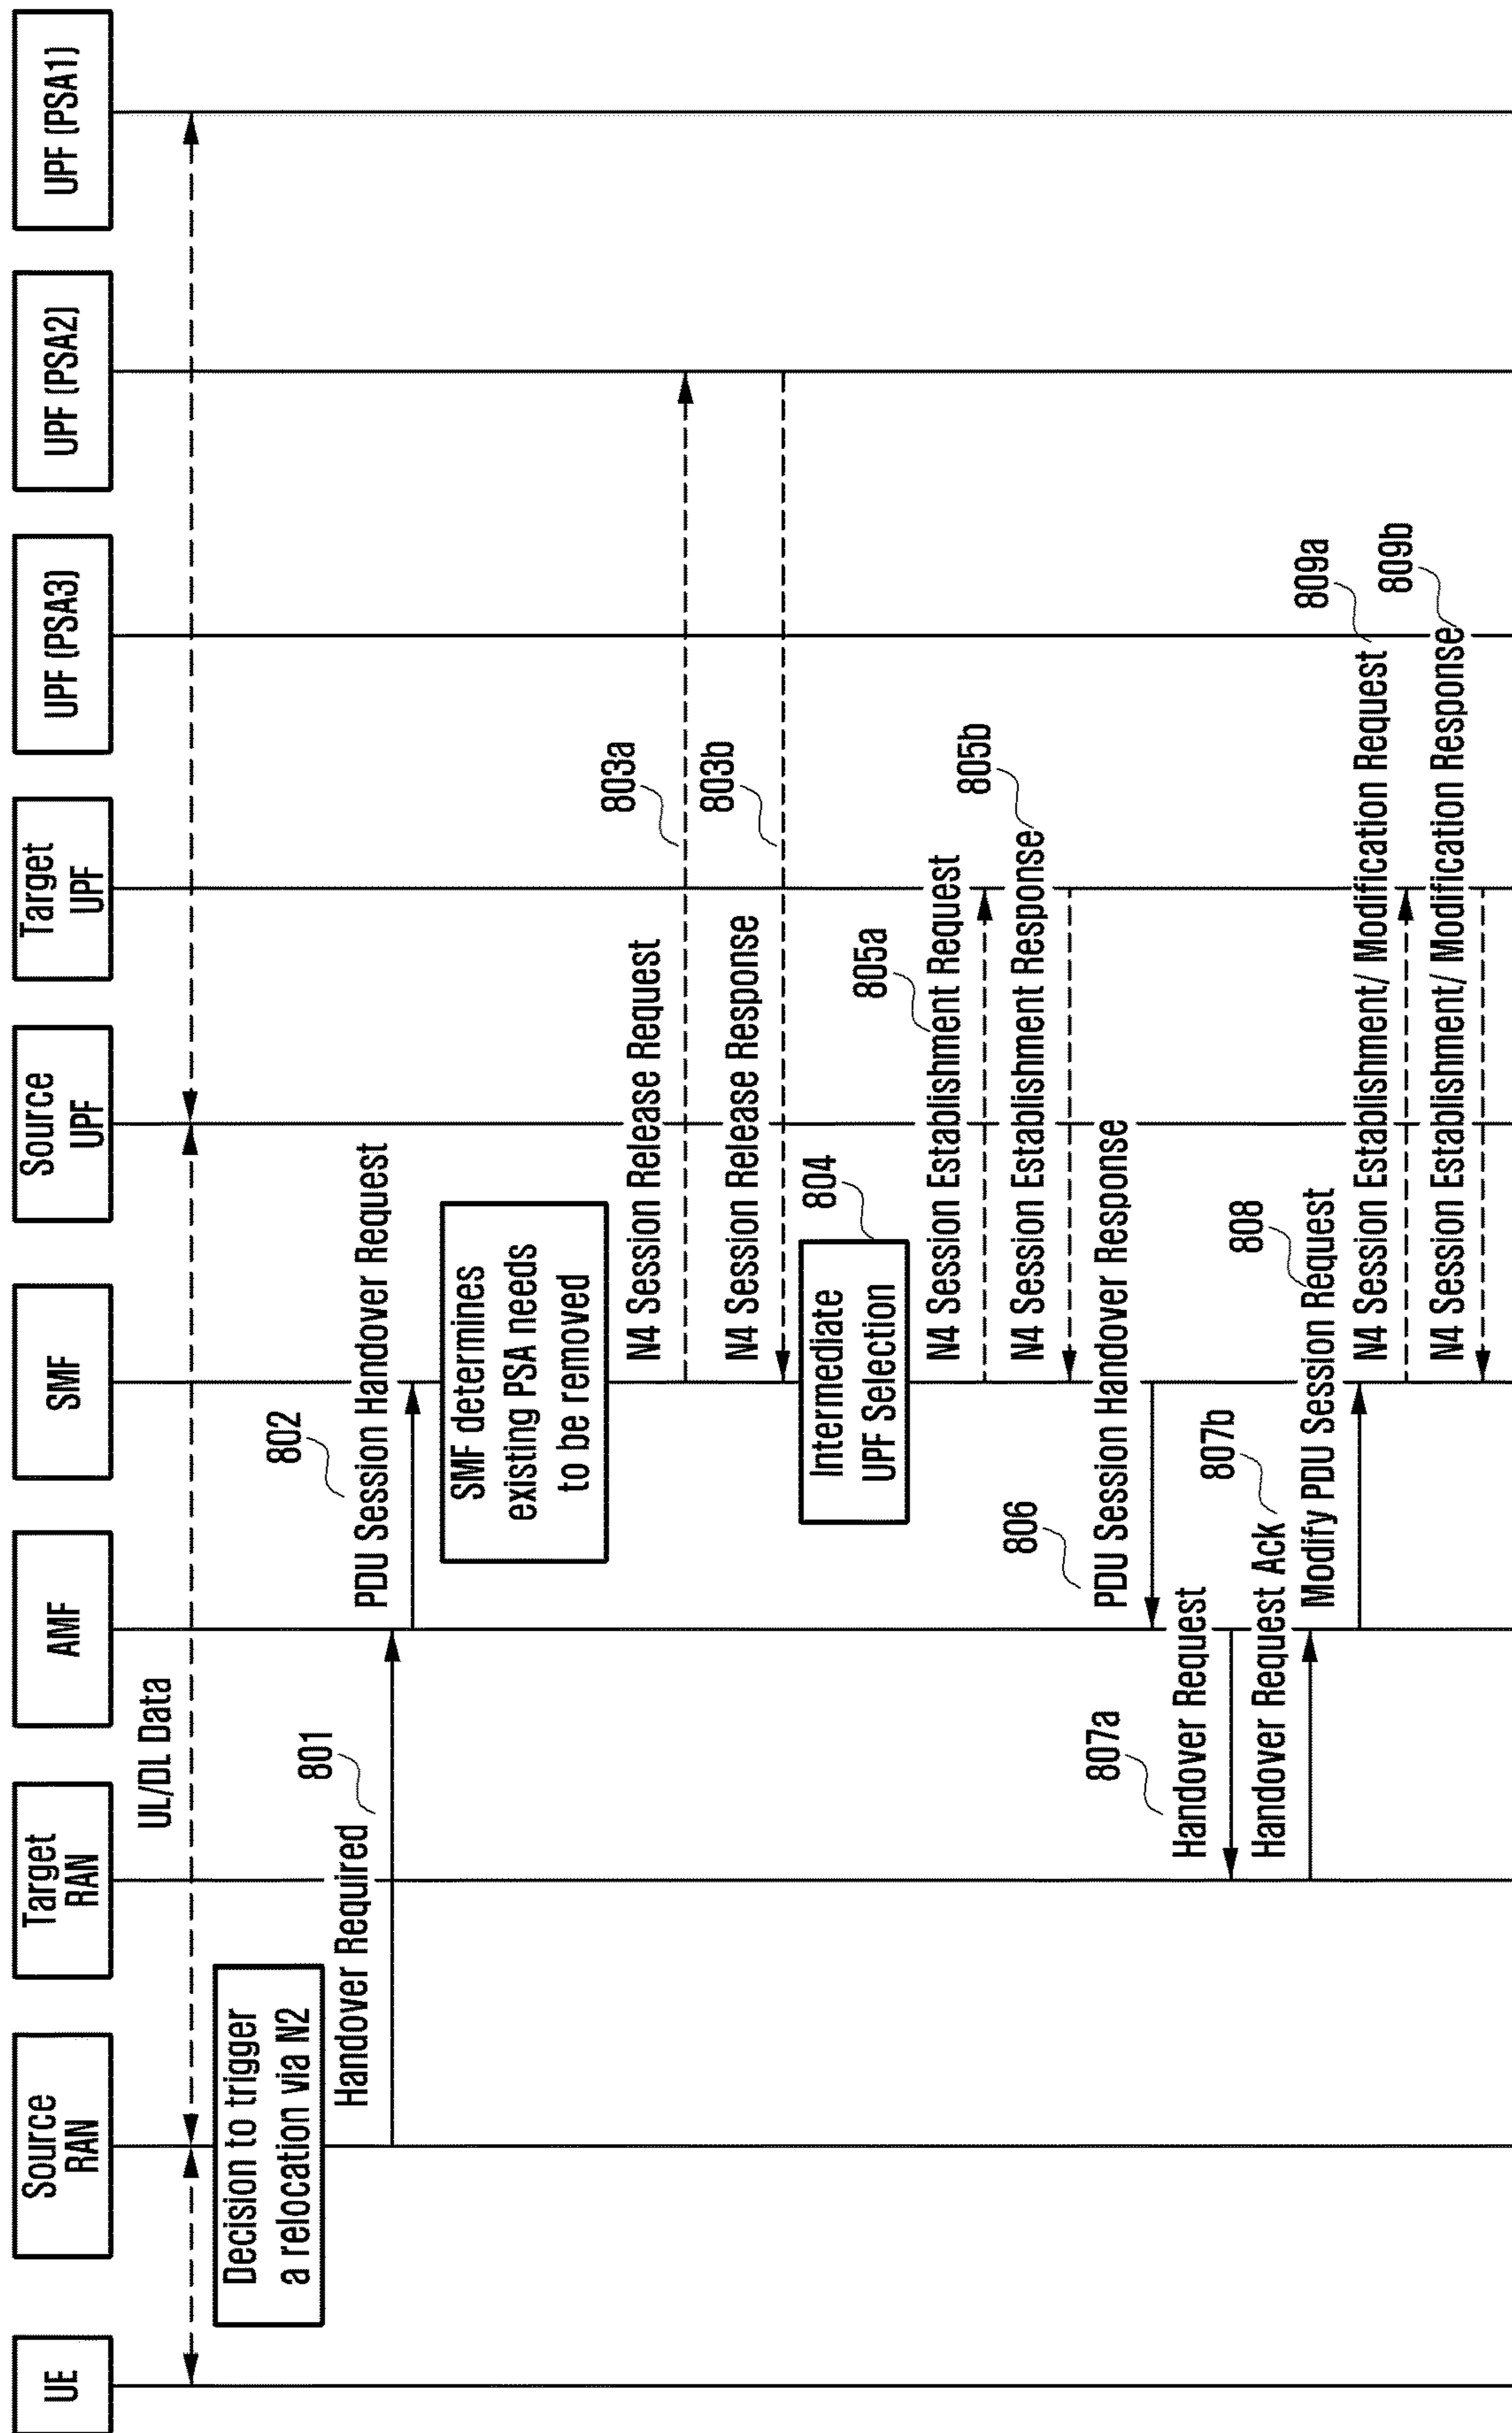 UE
Source
RAN
Target
RAN
AMF
SMF
Source
UPF
Target
UPF
UPF (PSA3)
UPF (PSA2)
UPF (PSA1)
UL/DL Data
Decision to trigger
a relocation via N2
Handover Required
801
802
PDU Session Handover Request
SMF determines
existing PSA needs
to be removed
N4 Session Release Request
803a
N4 Session Release Response
803b
Intermediate
UPF Selection
804
N4 Session Establishment Request
805a
N4 Session Establishment Response
805b
806
PDU Session Handover Response
807a
Handover Request
807b
Handover Request Ack
808
Modify PDU Session Request
N4 Session Establishment/ Modification Request
809a
N4 Session Establishment/ Modification Response
809b